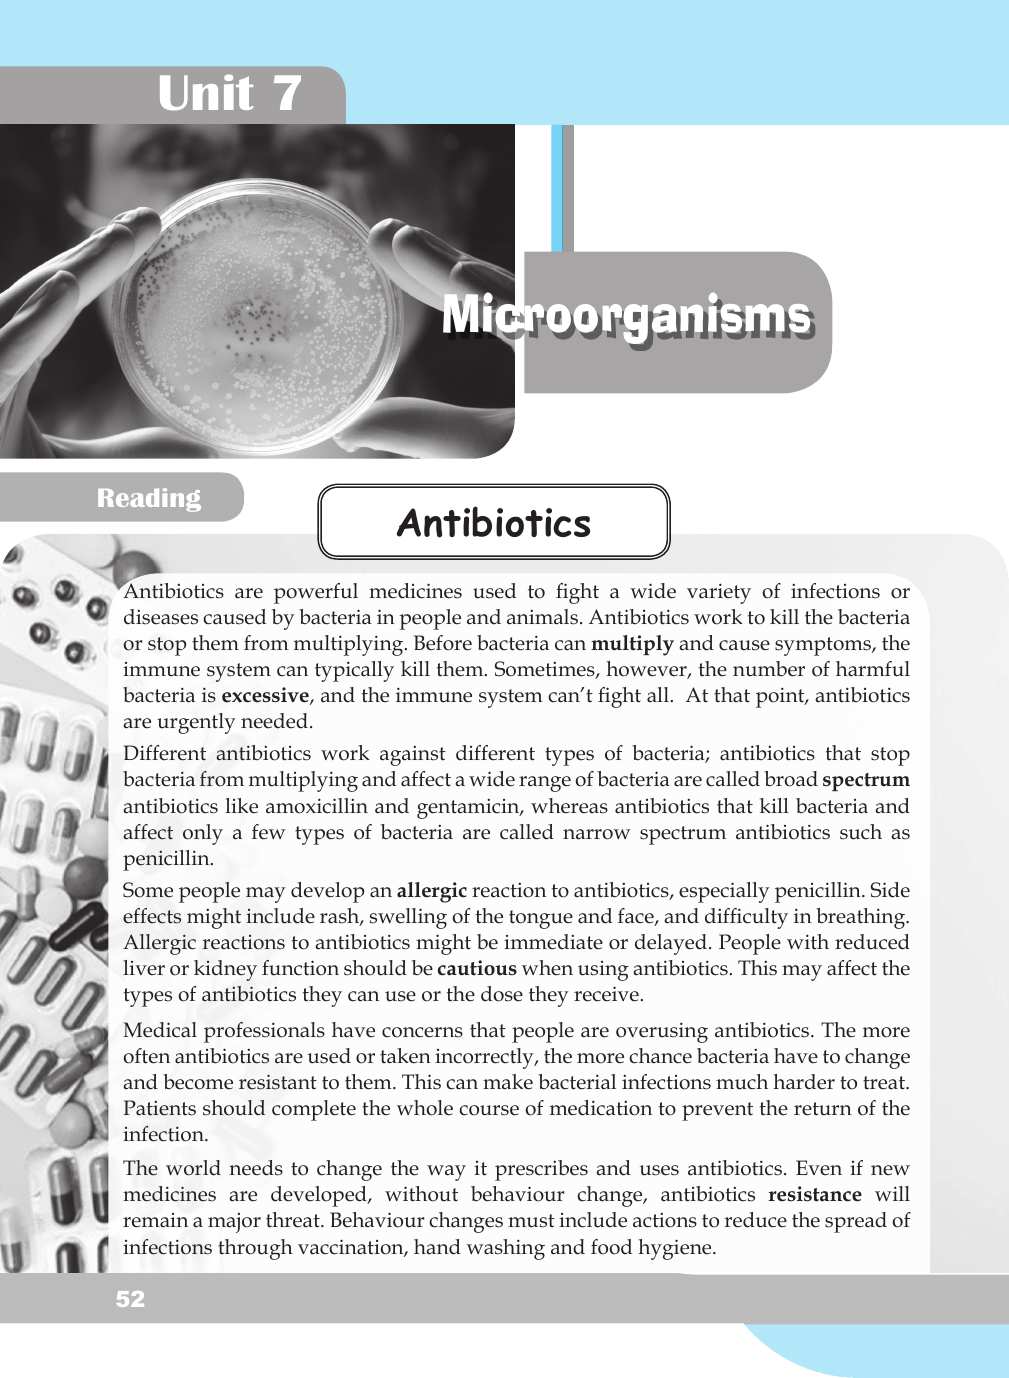 Unit 7
Microorganisms
Reading
Antibiotics
Antibiotics are powerful medicines used to fight a wide variety of infections or
diseases caused by bacteria in people and animals. Antibiotics work to kill the bacteria
or stop them from multiplying. Before bacteria can multiply and cause symptoms, the
immune system can typically kill them. Sometimes, however, the number of harmful
bacteria is excessive, and the immune system can’t fight all.  At that point, antibiotics
are urgently needed.
Different antibiotics work against different types of bacteria; antibiotics that stop
bacteria from multiplying and affect a wide range of bacteria are called broad spectrum
antibiotics like amoxicillin and gentamicin, whereas antibiotics that kill bacteria and
affect only a few types of bacteria are called narrow spectrum antibiotics such as
penicillin.
Some people may develop an allergic reaction to antibiotics, especially penicillin. Side
effects might include rash, swelling of the tongue and face, and difficulty in breathing.
Allergic reactions to antibiotics might be immediate or delayed. People with reduced
liver or kidney function should be cautious when using antibiotics. This may affect the
types of antibiotics they can use or the dose they receive.
Medical professionals have concerns that people are overusing antibiotics. The more
often antibiotics are used or taken incorrectly, the more chance bacteria have to change
and become resistant to them. This can make bacterial infections much harder to treat.
Patients should complete the whole course of medication to prevent the return of the
infection.
The world needs to change the way it prescribes and uses antibiotics. Even if new
medicines are developed, without behaviour change, antibiotics resistance will
remain a major threat. Behaviour changes must include actions to reduce the spread of
infections through vaccination, hand washing and food hygiene.
52